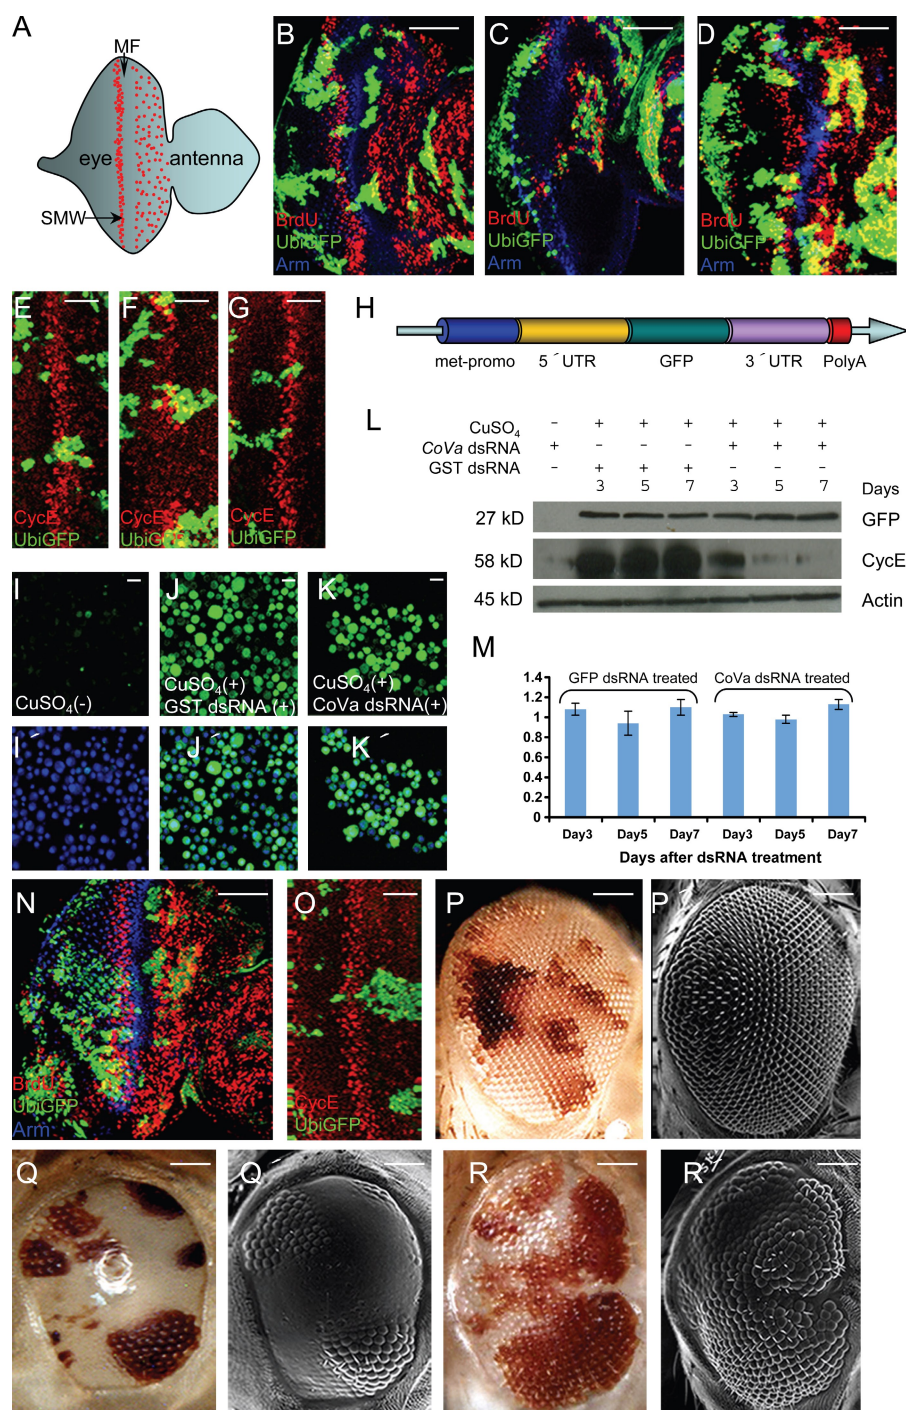 A
MF
eye
antenna
SMW
B
BrdU
UbiGFP
Arm
C
BrdU
UbiGFP
Arm
D
BrdU
UbiGFP
Arm
E
CycE
UbiGFP
F
CycE
UbiGFP
G
CycE
UbiGFP
H
met-promo 5´UTR GFP 3´UTR PolyA
L
CuSO4 – + + + + + +
CoVa dsRNA + – – – + + +
GST dsRNA – + + + – – –
3 5 7 3 5 7 Days
27 kD GFP
58 kD CycE
45 kD Actin
I
CuSO4(-)
J
CuSO4(+)
GST dsRNA (+)
K
CuSO4(+)
CoVa dsRNA(+)
I´
J´
K´
M
GFP dsRNA treated CoVa dsRNA treated
1.4
1.2
1
0.8
0.6
0.4
0.2
0
Day3 Day5 Day7 Day3 Day5 Day7
Days after dsRNA treatment
N
BrdU
UbiGFP
Arm
O
CycE
UbiGFP
P
P´
Q
Q´
R
R´